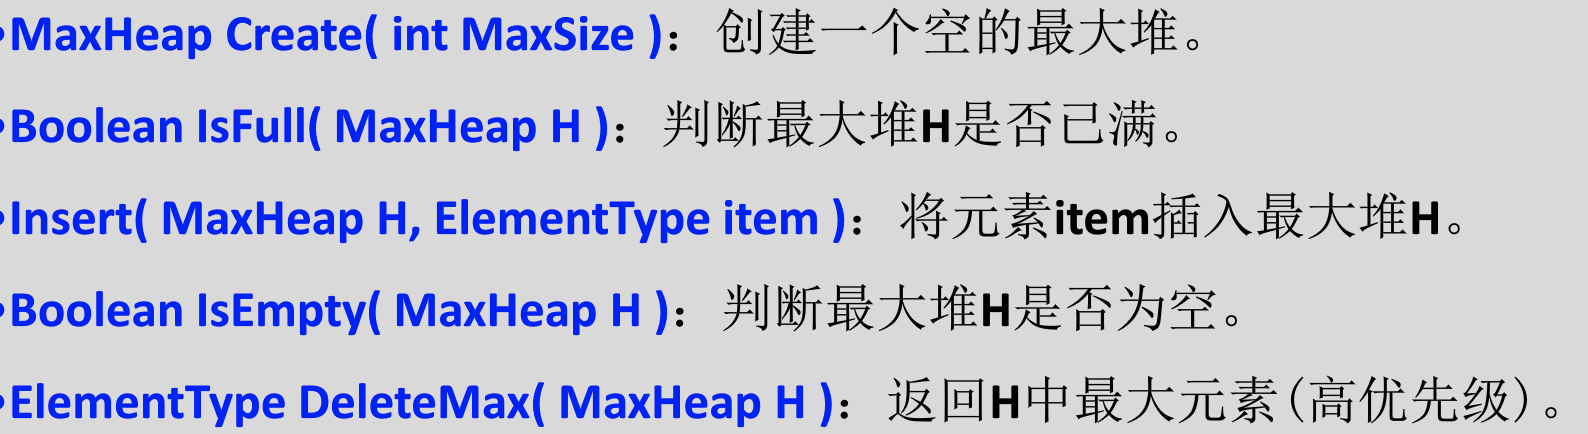 •MaxHeap Create( int MaxSize ): 创建一个空的最大堆。
•Boolean IsFull( MaxHeap H ): 判断最大堆H是否已满。
•Insert( MaxHeap H, ElementType item ): 将元素item插入最大堆H。
•Boolean IsEmpty( MaxHeap H ): 判断最大堆H是否为空。
•ElementType DeleteMax( MaxHeap H ): 返回H中最大元素(高优先级)。